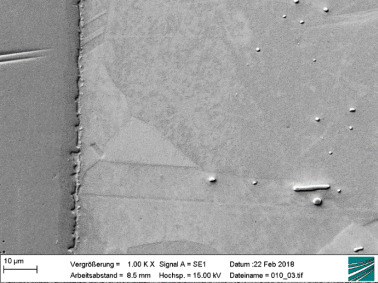 10 µm
Vergrößerung = 1.00 K X Signal A = SE1 Datum :22 Feb 2018
Arbeitsabstand = 8.5 mm Hochsp. = 15.00 kV Dateiname = 010_03.tif